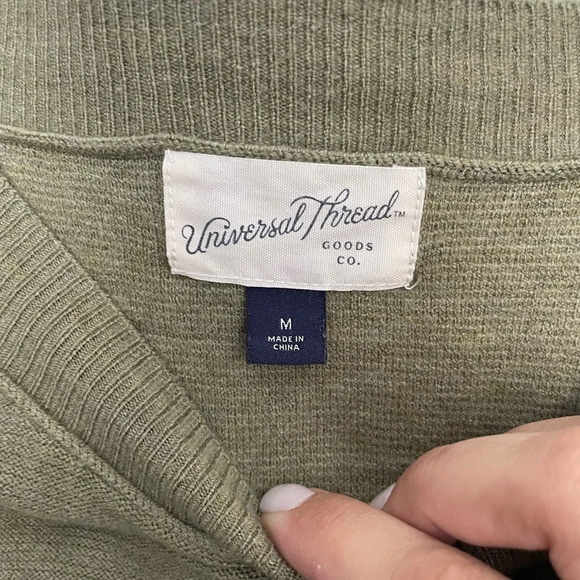 Universal Thread™
GOODS
CO.
M
MADE IN
CHINA